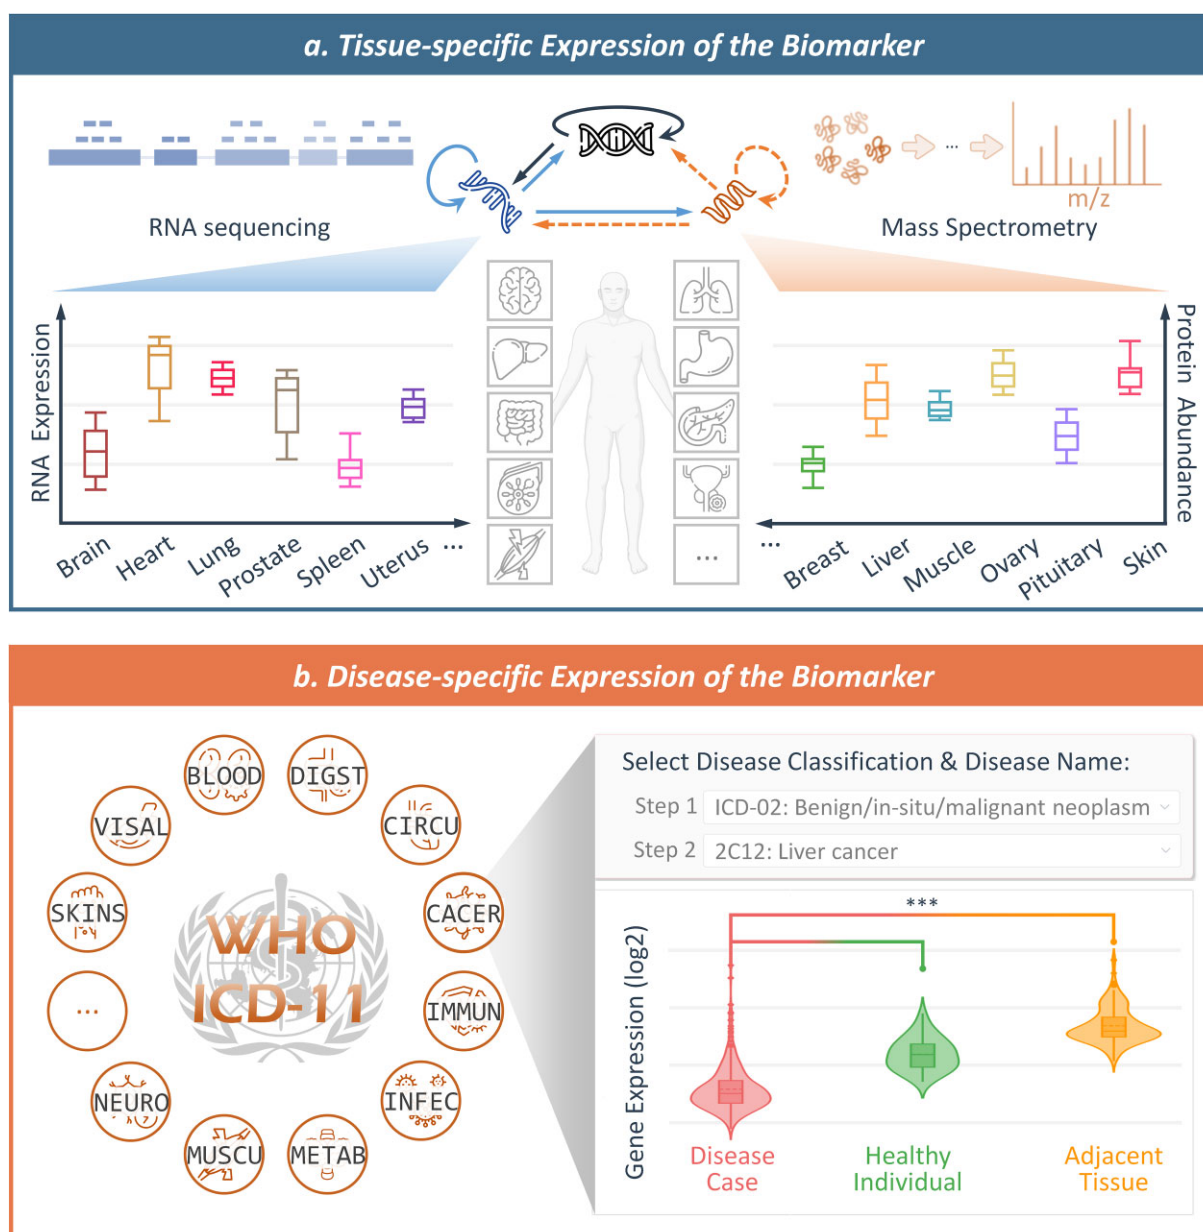 a. Tissue-specific Expression of the Biomarker
RNA sequencing
...
m/z
Mass Spectrometry
RNA Expression
Brain
Heart
Lung
Prostate
Spleen
Uterus
...
...
...
Breast
Liver
Muscle
Ovary
Pituitary
Skin
Protein Abundance
b. Disease-specific Expression of the Biomarker
BLOOD
DIGST
VISAL
CIRCU
SKINS
CACER
WHO
ICD-11
...
IMMUN
NEURO
INFEC
MUSCU
METAB
Select Disease Classification & Disease Name:
Step 1 ICD-02: Benign/in-situ/malignant neoplasm
Step 2 2C12: Liver cancer
***
Gene Expression (log2)
Disease
Case
Healthy
Individual
Adjacent
Tissue